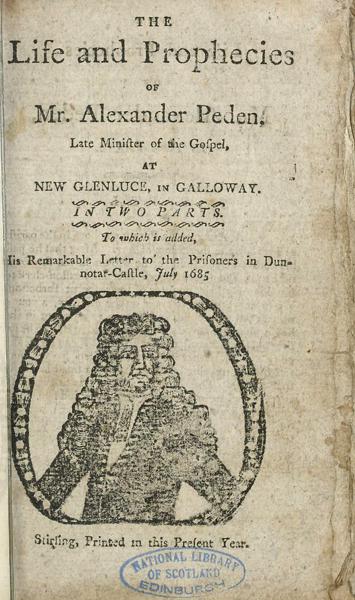 THE
Life and Prophecies
OF
Mr. Alexander Peden,
Late Miniſter of the Goſpel,
AT
NEW GLENLUCE, IN GALLOWAY.
IN TWO PARTS.
To which is added,
His Remarkable Letter to the Priſoners in Dun-
notar-Caſtle, July 1685
Stirling, Printed in this Preſent Year.
NATIONAL LIBRARY
OF SCOTLAND
EDINBURGH